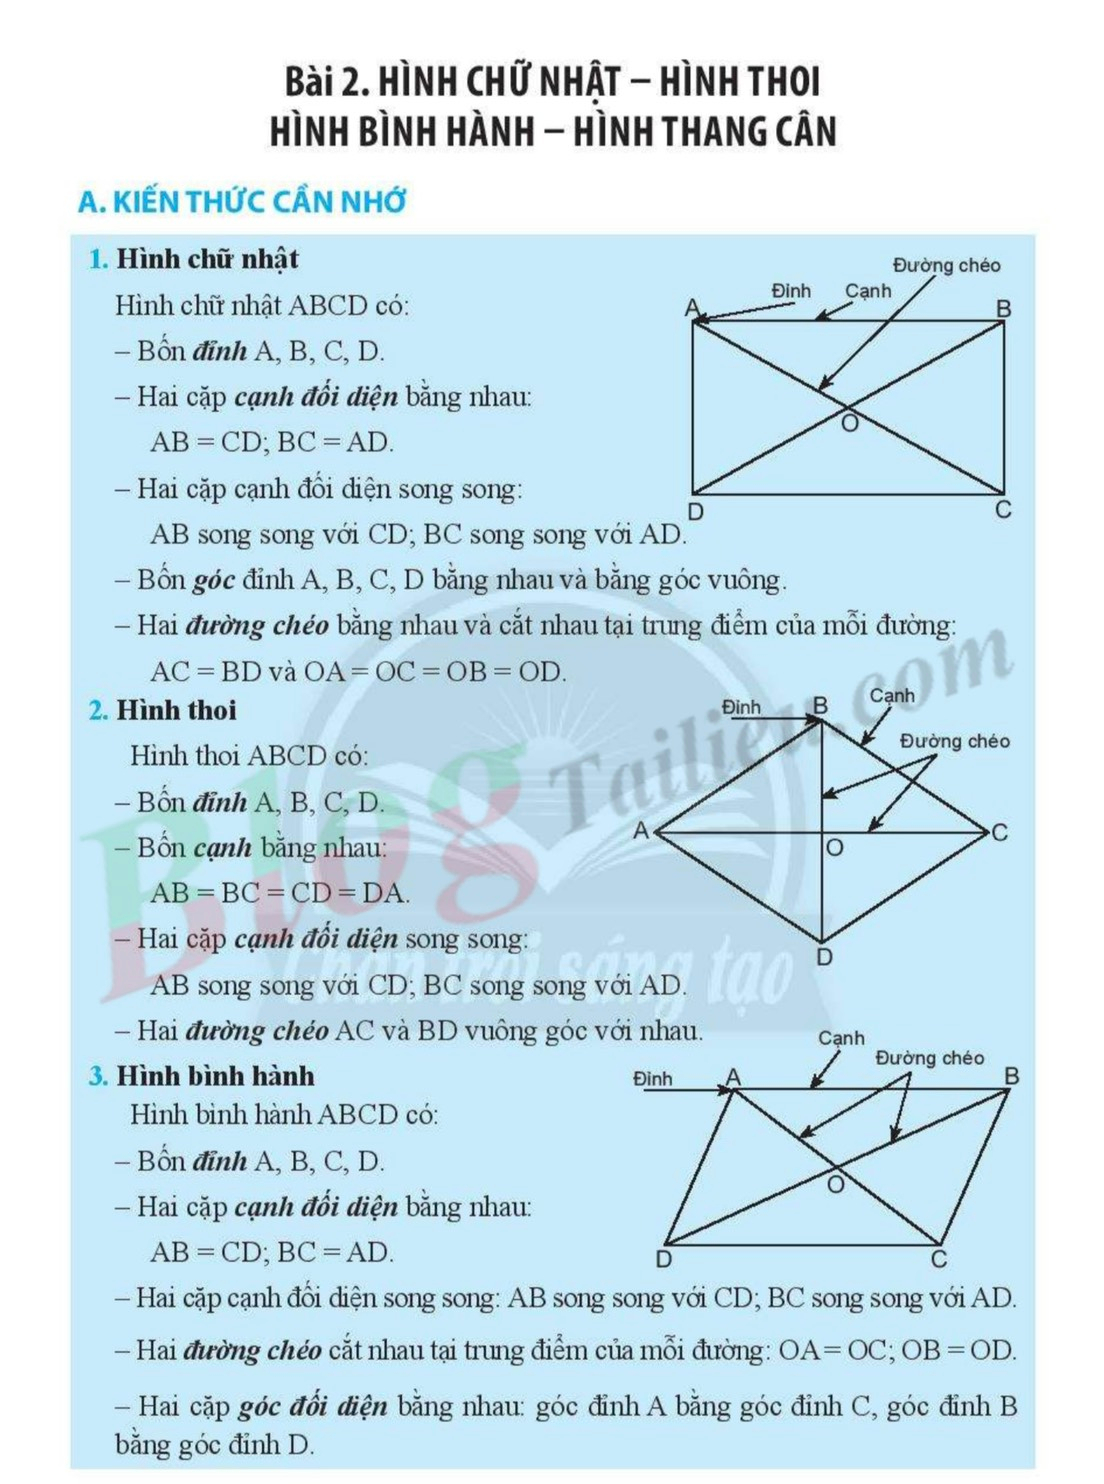 Bài 2. HÌNH CHỮ NHẬT – HÌNH THOI
HÌNH BÌNH HÀNH – HÌNH THANG CÂN
A. KIẾN THỨC CẦN NHỚ
1. Hình chữ nhật
Hình chữ nhật ABCD có:
– Bốn đỉnh A, B, C, D.
– Hai cặp cạnh đối diện bằng nhau:
AB = CD; BC = AD.
– Hai cặp cạnh đối diện song song:
AB song song với CD; BC song song với AD.
– Bốn góc đỉnh A, B, C, D bằng nhau và bằng góc vuông.
– Hai đường chéo bằng nhau và cắt nhau tại trung điểm của mỗi đường:
AC = BD và OA = OC = OB = OD.
Đường chéo
Đỉnh
Cạnh
A
B
O
D
C
2. Hình thoi
Hình thoi ABCD có:
– Bốn đỉnh A, B, C, D.
– Bốn cạnh bằng nhau:
AB = BC = CD = DA.
– Hai cặp cạnh đối diện song song:
AB song song với CD; BC song song với AD.
– Hai đường chéo AC và BD vuông góc với nhau.
Đỉnh
B
Cạnh
Đường chéo
A
C
O
D
3. Hình bình hành
Hình bình hành ABCD có:
– Bốn đỉnh A, B, C, D.
– Hai cặp cạnh đối diện bằng nhau:
AB = CD; BC = AD.
– Hai cặp cạnh đối diện song song: AB song song với CD; BC song song với AD.
– Hai đường chéo cắt nhau tại trung điểm của mỗi đường: OA = OC; OB = OD.
– Hai cặp góc đối diện bằng nhau: góc đỉnh A bằng góc đỉnh C, góc đỉnh B
bằng góc đỉnh D.
Cạnh
Đường chéo
Đỉnh
A
B
O
D
C
Blog Tailieu.com
Chân trời sáng tạo